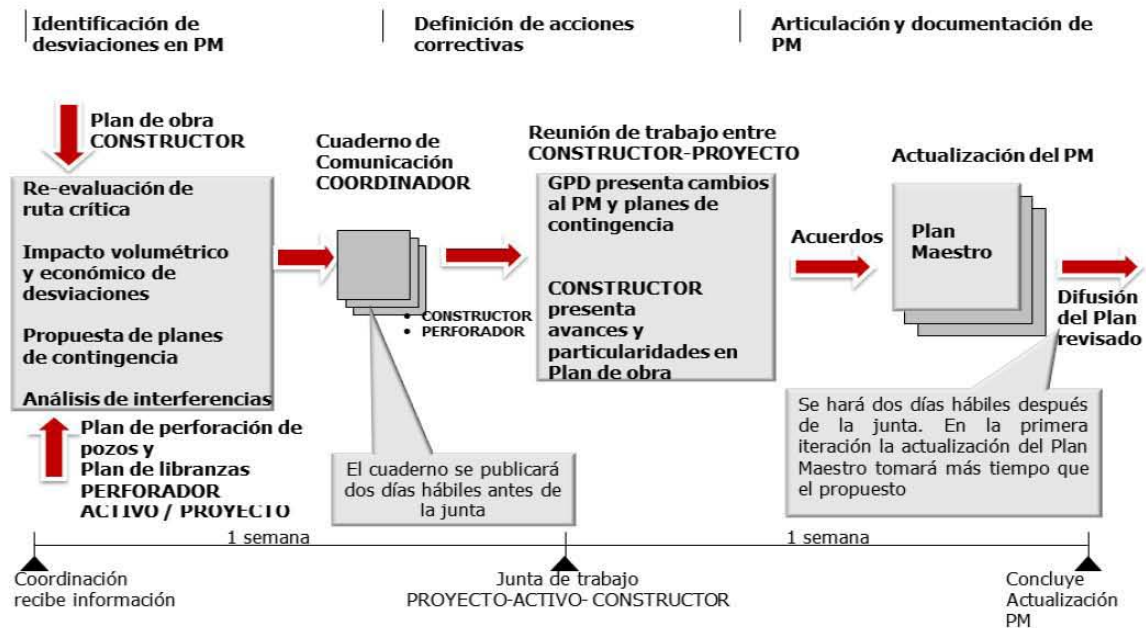 Identificación de
desviaciones en PM
Definición de acciones
correctivas
Articulación y documentación de
PM
Plan de obra
CONSTRUCTOR
Re-evaluación de
ruta crítica
Impacto volumétrico
y económico de
desviaciones
Propuesta de planes
de contingencia
Análisis de interferencias
Plan de perforación de
pozos y
Plan de libranzas
PERFORADOR
ACTIVO / PROYECTO
Cuaderno de
Comunicación
COORDINADOR
• CONSTRUCTOR
• PERFORADOR
El cuaderno se publicará
dos días hábiles antes de
la junta
Reunión de trabajo entre
CONSTRUCTOR-PROYECTO
GPD presenta cambios
al PM y planes de
contingencia
CONSTRUCTOR
presenta
avances y
particularidades en
Plan de obra
Acuerdos
Actualización del PM
Plan
Maestro
Difusión
del Plan
revisado
Se hará dos días hábiles después
de la junta. En la primera
iteración la actualización del Plan
Maestro tomará más tiempo que
el propuesto
1 semana
1 semana
Coordinación
recibe información
Junta de trabajo
PROYECTO-ACTIVO- CONSTRUCTOR
Concluye
Actualización
PM